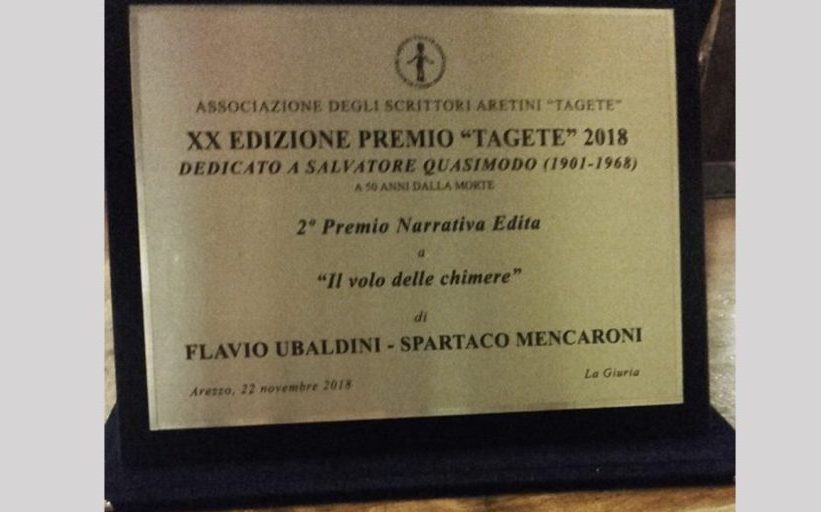 ASSOCIAZIONE DEGLI SCRITTORI ARETINI "TAGETE"
XX EDIZIONE PREMIO "TAGETE" 2018
DEDICATO A SALVATORE QUASIMODO (1901-1968)
A 50 ANNI DALLA MORTE
2° Premio Narrativa Edita
a
"Il volo delle chimere"
di
FLAVIO UBALDINI - SPARTACO MENCARONI
La Giuria
Arezzo, 22 novembre 2018